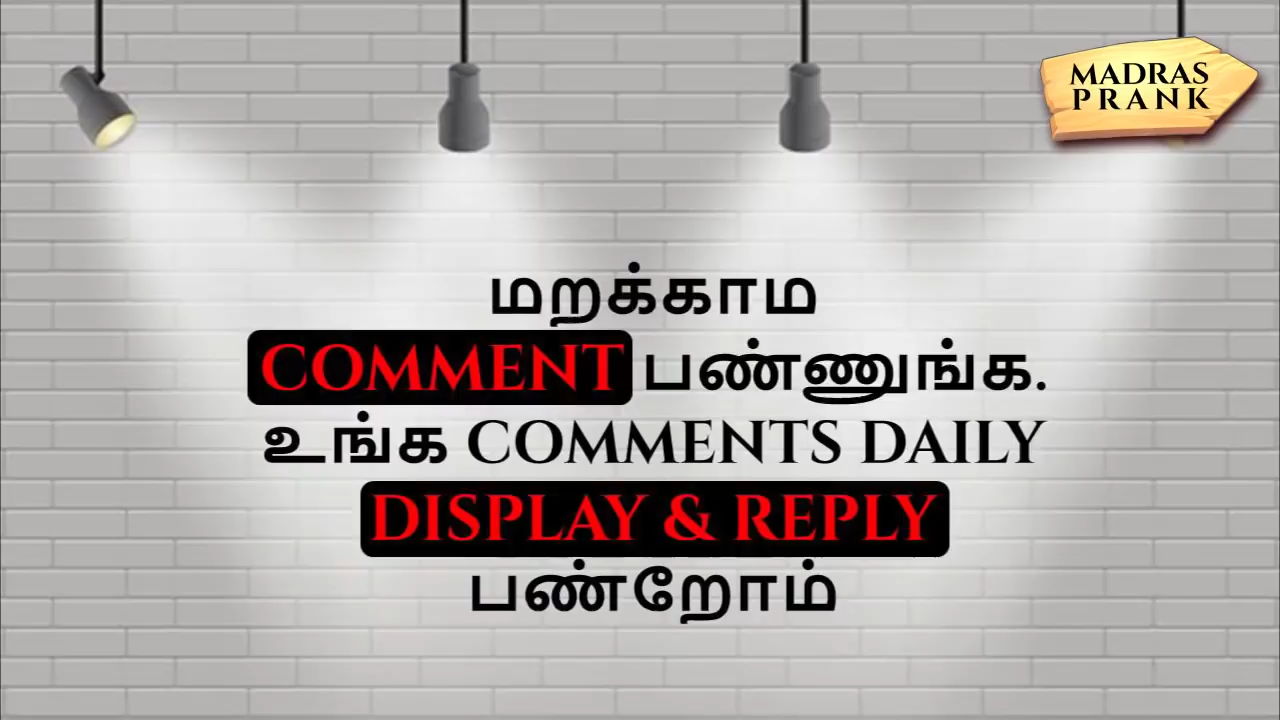 MADRAS
PRANK
மறக்காம
COMMENT பண்ணுங்க.
உங்க COMMENTS DAILY
DISPLAY & REPLY
பண்றோம்